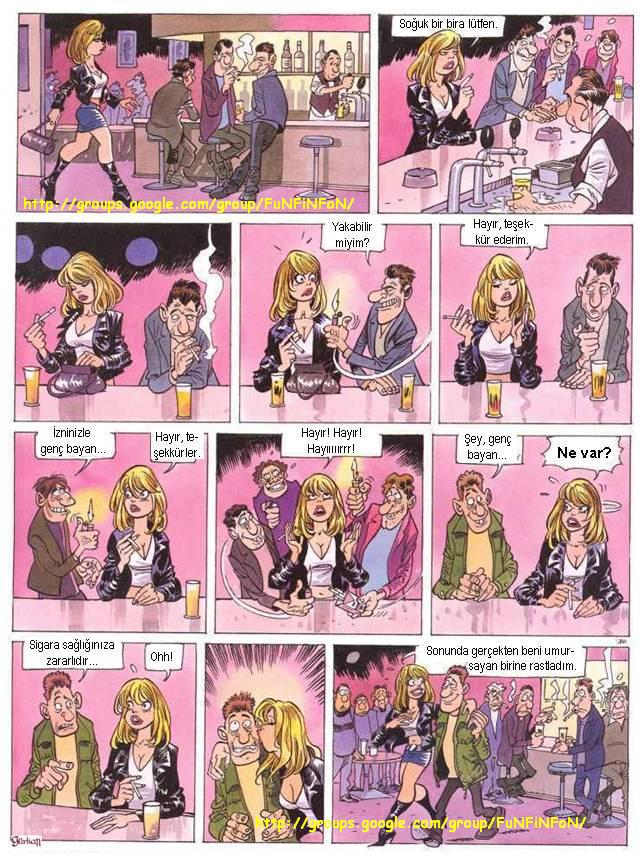 http://groups.google.com/group/FuNFiNFoN/
Soğuk bir bira lütfen.
Yakabilir
miyim?
Hayır, teşek-
kür ederim.
İzninizle
genç bayan...
Hayır, te-
şekkürler.
Hayır! Hayır!
Hayıııırrr!
Şey, genç
bayan...
Ne var?
Sigara sağlığınıza
zararlıdır...
Ohh!
Sonunda gerçekten beni umur-
sayan birine rastladım.
http://groups.google.com/group/FuNFiNFoN/